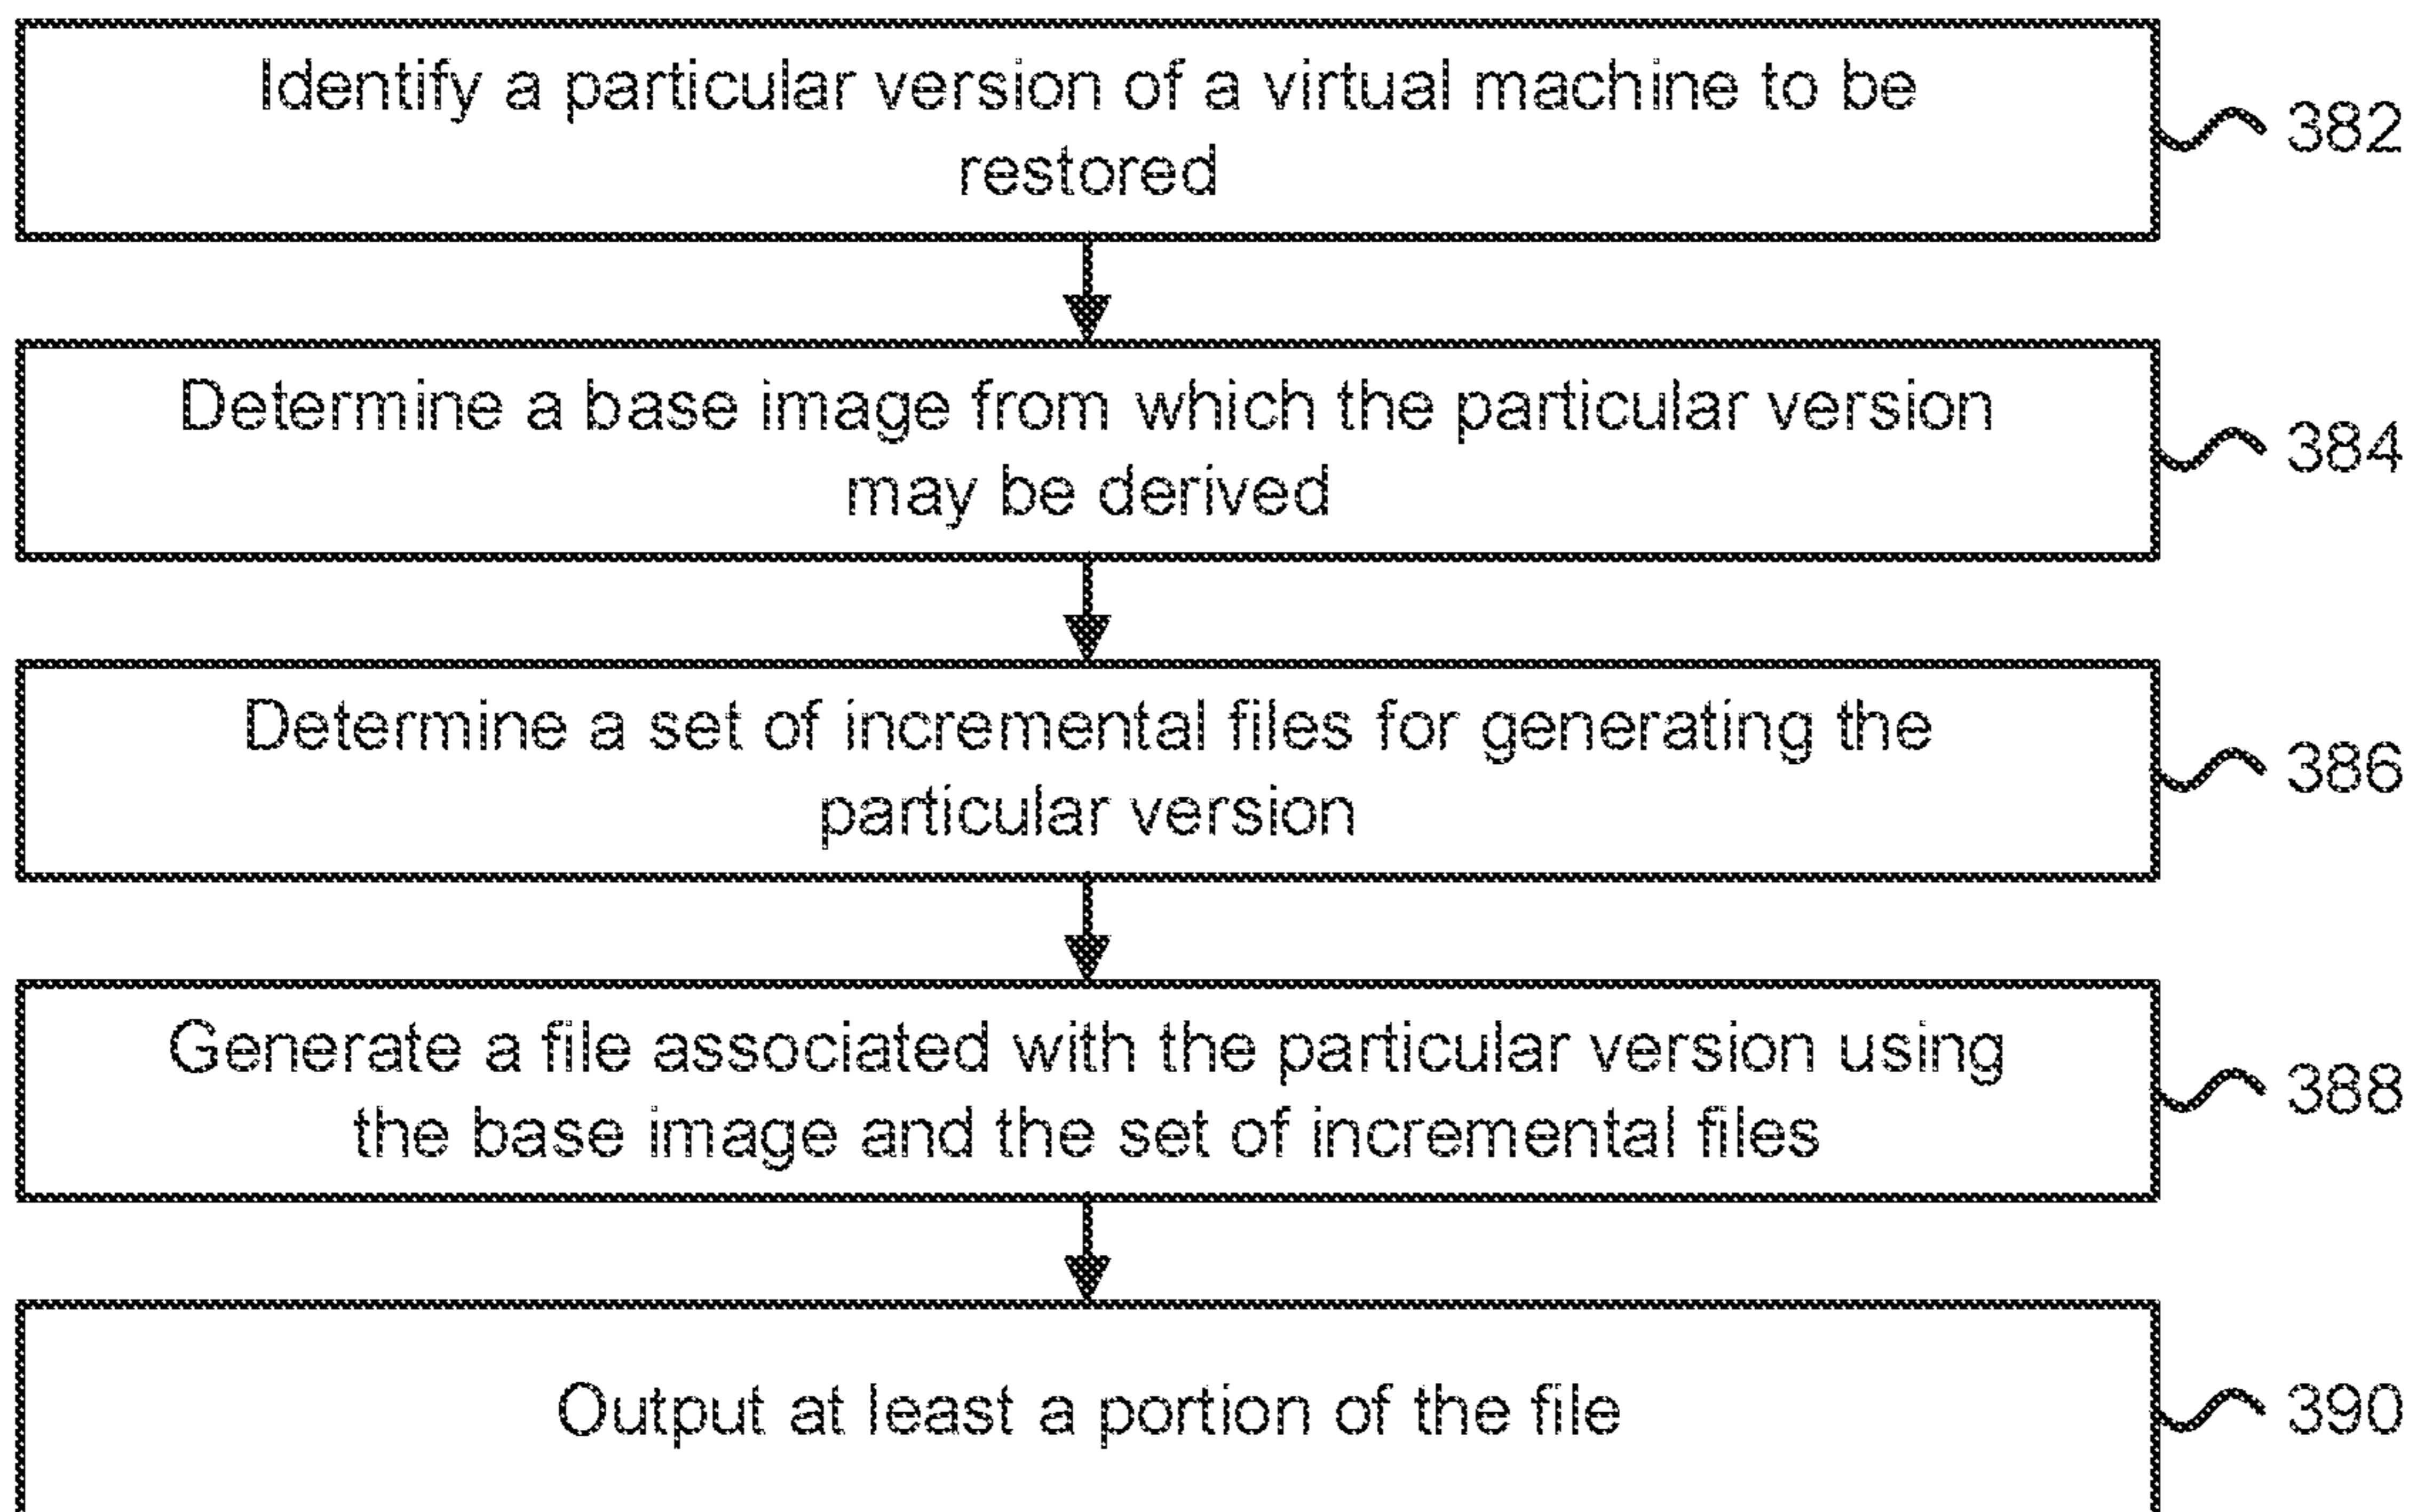 Identify a particular version of a virtual machine to be
restored
382
Determine a base image from which the particular version
may be derived
384
Determine a set of incremental files for generating the
particular version
386
Generate a file associated with the particular version using
the base image and the set of incremental files
388
Output at least a portion of the file
390